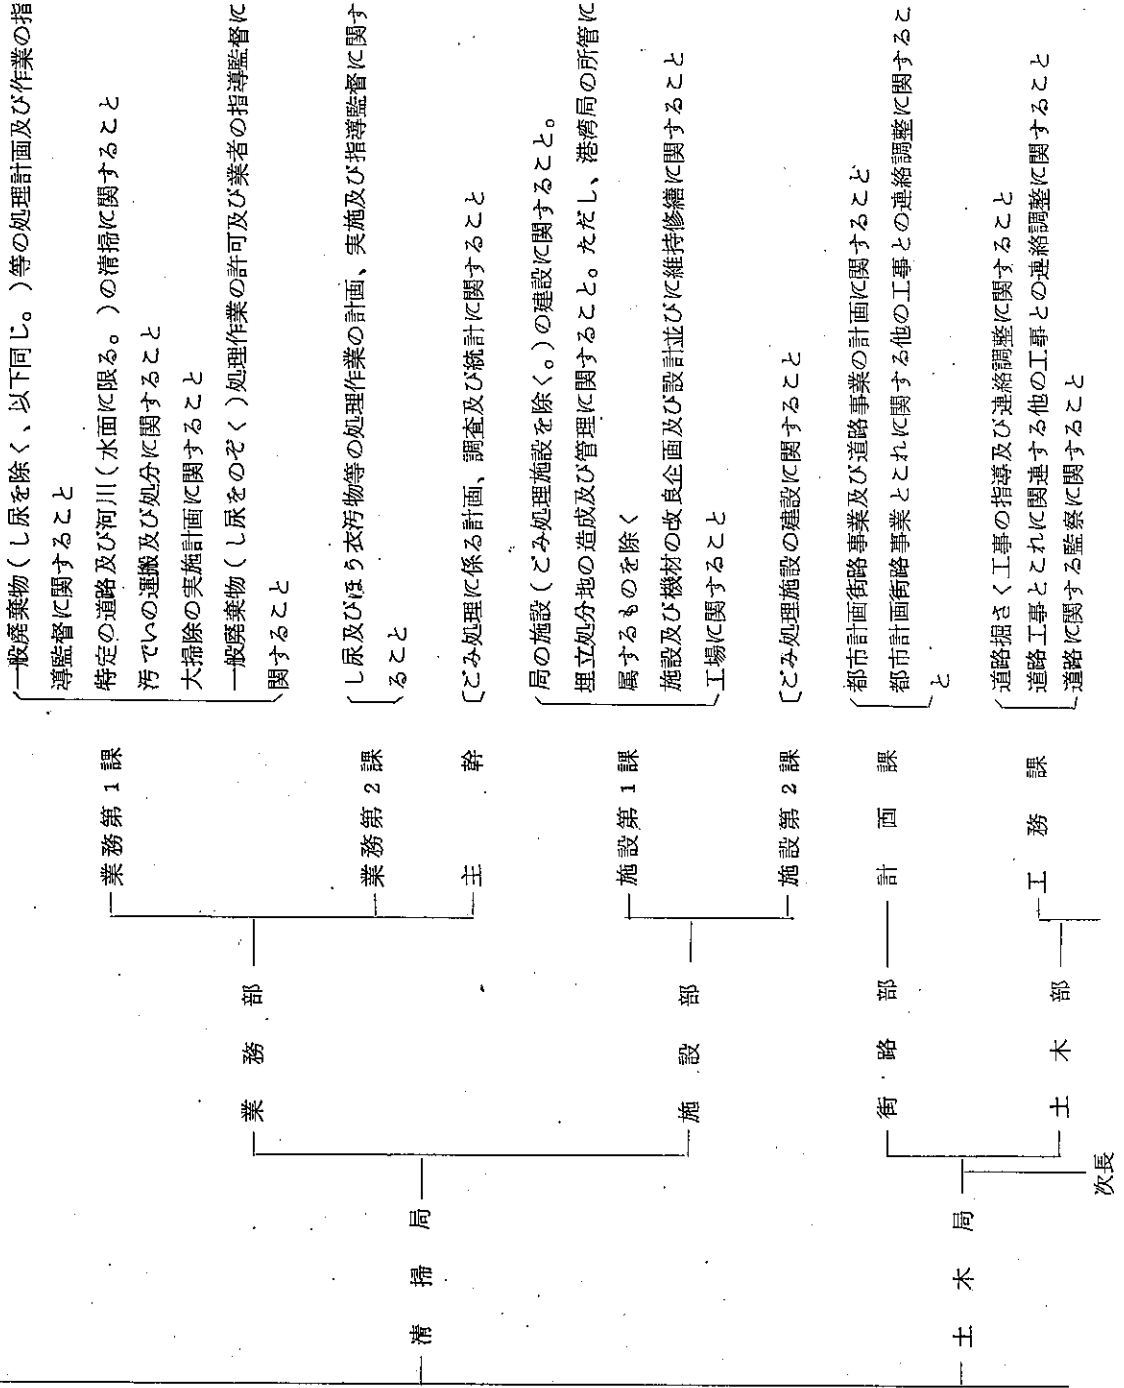 清掃局
業務部
業務第1課
一般廃棄物(し尿を除く、以下同じ。)等の処理計画及び作業の指
導監督に関すること
特定の道路及び河川(水面に限る。)の清掃に関すること
汚でいの運搬及び処分に関すること
大掃除の実施計画に関すること
一般廃棄物(し尿をのぞく)処理作業の許可及び業者の指導監督に
関すること
業務第2課
し尿及びほう衣汚物等の処理作業の計画、実施及び指導監督に関す
ること
主幹
ごみ処理に係る計画、調査及び統計に関すること
施設部
施設第1課
局の施設(ごみ処理施設を除く。)の建設に関すること。
埋立処分地の造成及び管理に関すること。ただし、港湾局の所管に
属するものを除く
施設及び機材の改良企画及び設計並びに維持修繕に関すること
工場に関すること
施設第2課
ごみ処理施設の建設に関すること
土木局
次長
街路部
計画課
都市計画街路事業及び道路事業の計画に関すること
都市計画街路事業とこれに関する他の工事との連絡調整に関するこ
と
土木部
工務課
道路掘さく工事の指導及び連絡調整に関すること
道路工事とこれに関連する他の工事との連絡調整に関すること
道路に関する監察に関すること